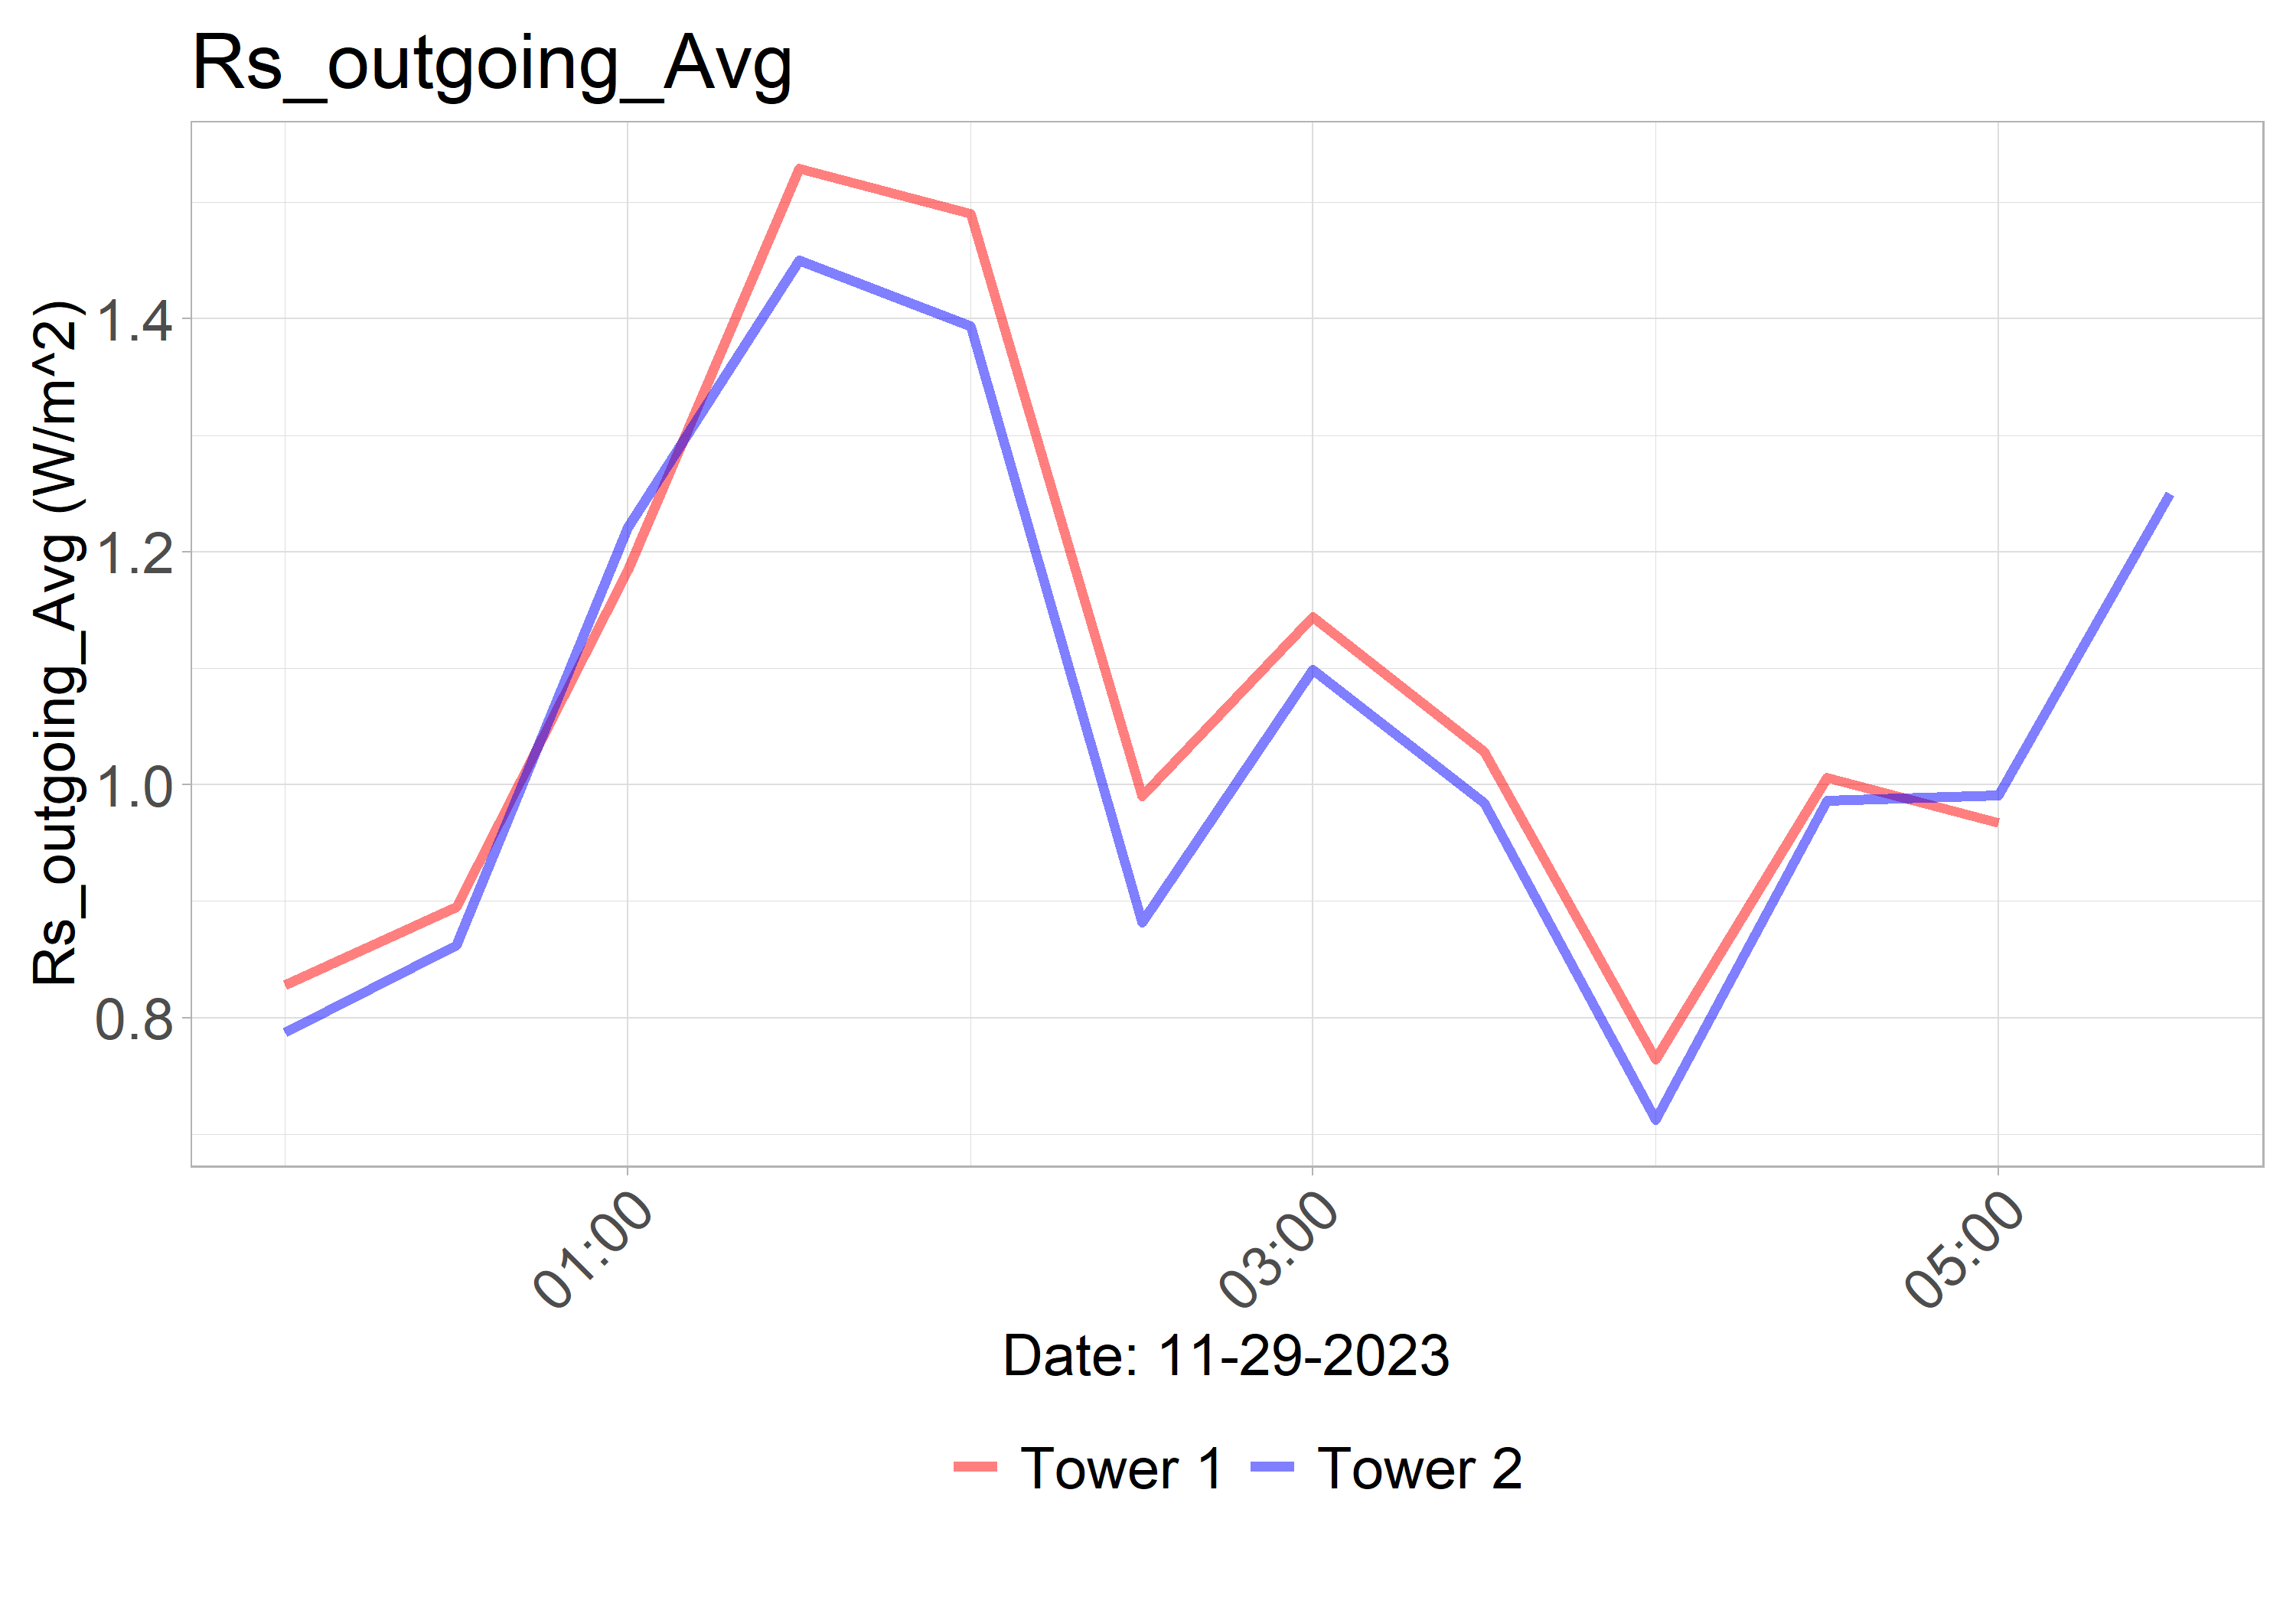 Rs_outgoing_Avg
Rs_outgoing_Avg (W/m^2)
1.4
1.2
1.0
0.8
01:00
03:00
05:00
Date: 11-29-2023
Tower 1
Tower 2